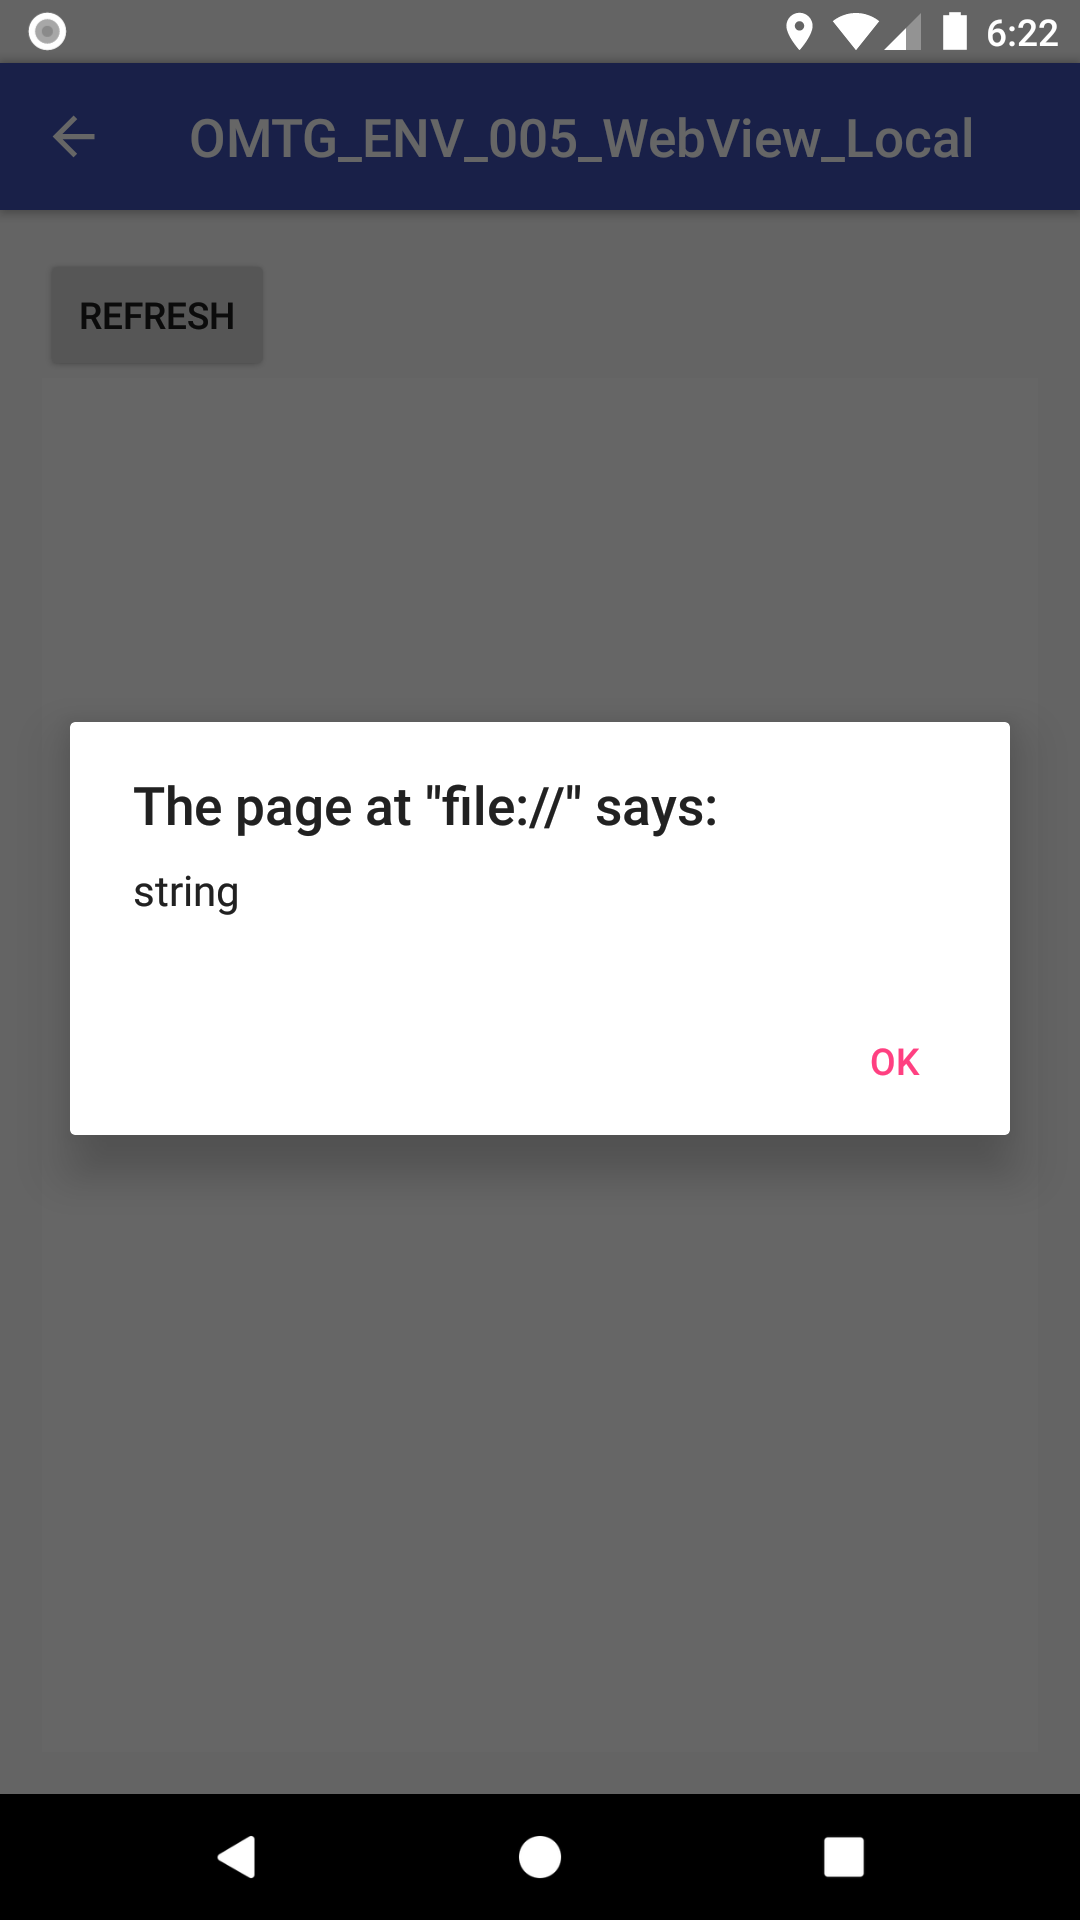 6:22
OMTG_ENV_005_WebView_Local
REFRESH
The page at "file://" says:
string
OK